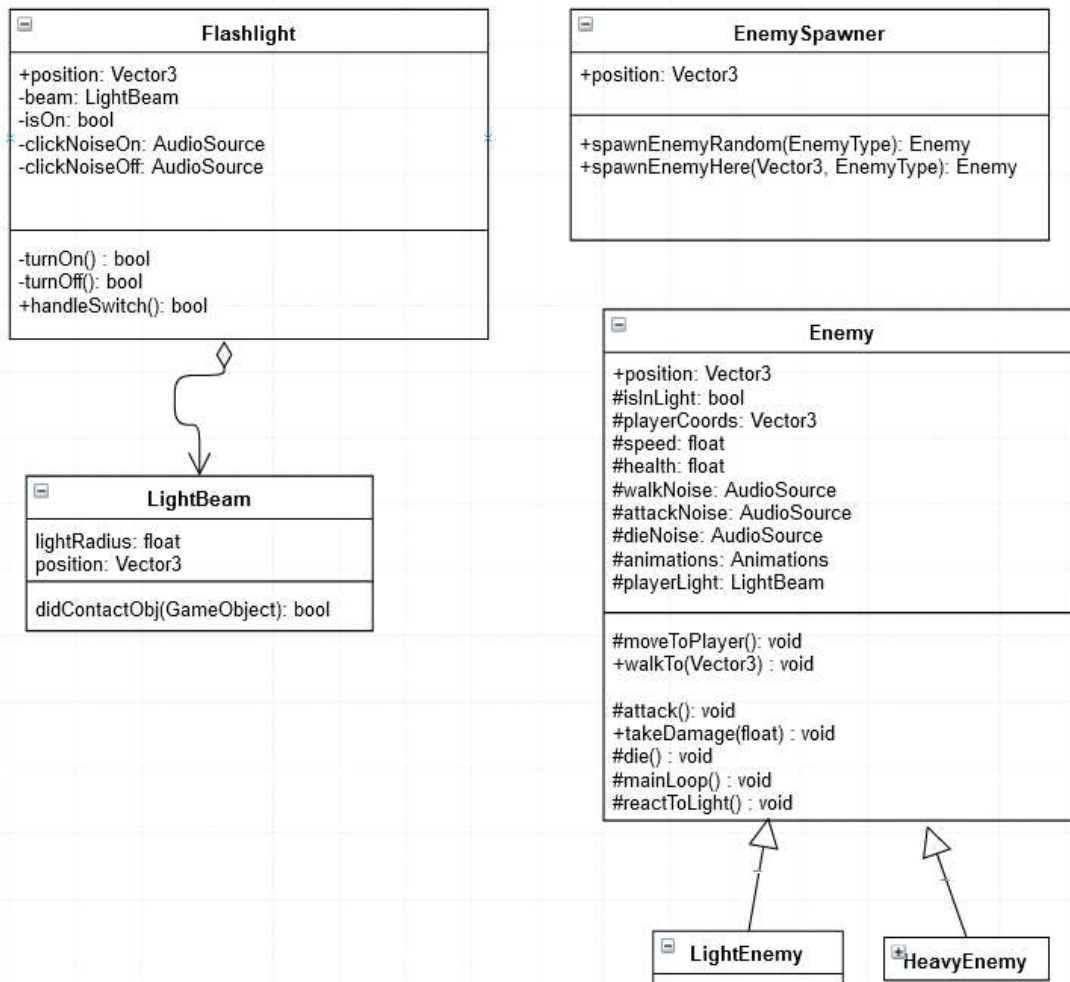 Flashlight
+position: Vector3
-beam: LightBeam
-isOn: bool
-clickNoiseOn: AudioSource
-clickNoiseOff: AudioSource
-turnOn() : bool
-turnOff(): bool
+handleSwitch(): bool
EnemySpawner
+position: Vector3
+spawnEnemyRandom(EnemyType): Enemy
+spawnEnemyHere(Vector3, EnemyType): Enemy
LightBeam
lightRadius: float
position: Vector3
didContactObj(GameObject): bool
Enemy
+position: Vector3
#isInLight: bool
#playerCoords: Vector3
#speed: float
#health: float
#walkNoise: AudioSource
#attackNoise: AudioSource
#dieNoise: AudioSource
#animations: Animations
#playerLight: LightBeam
#moveToPlayer(): void
+walkTo(Vector3) : void
#attack(): void
+takeDamage(float) : void
#die() : void
#mainLoop() : void
#reactToLight() : void
LightEnemy
HeavyEnemy